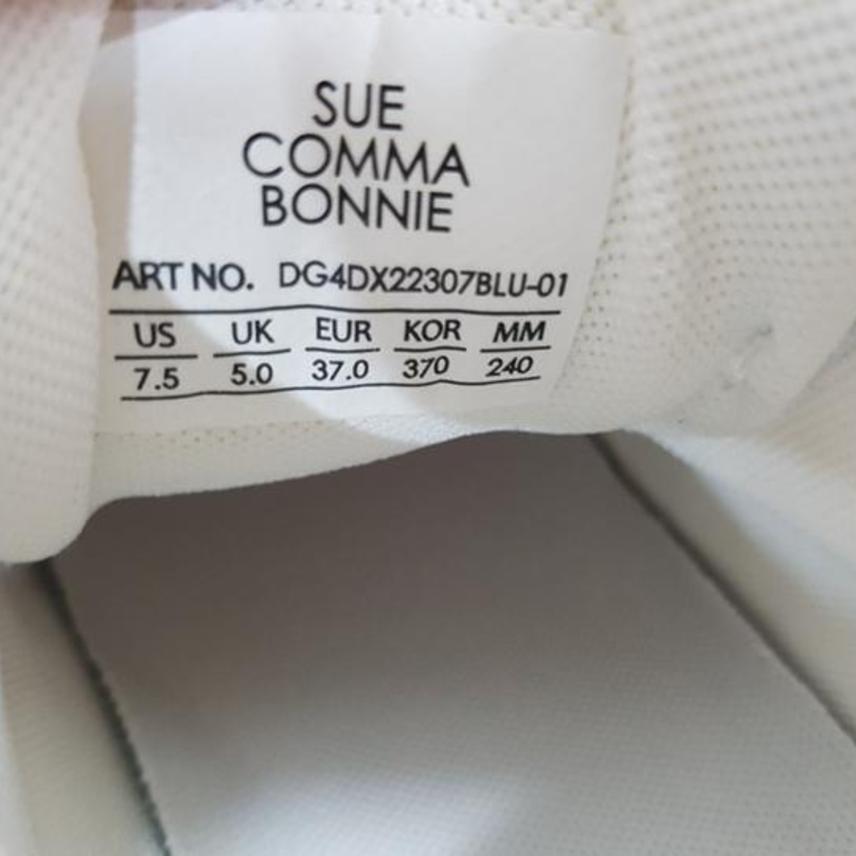 SUE
COMMA
BONNIE
ART NO. DG4DX22307BLU-01
US UK EUR KOR MM
7.5 5.0 37.0 370 240